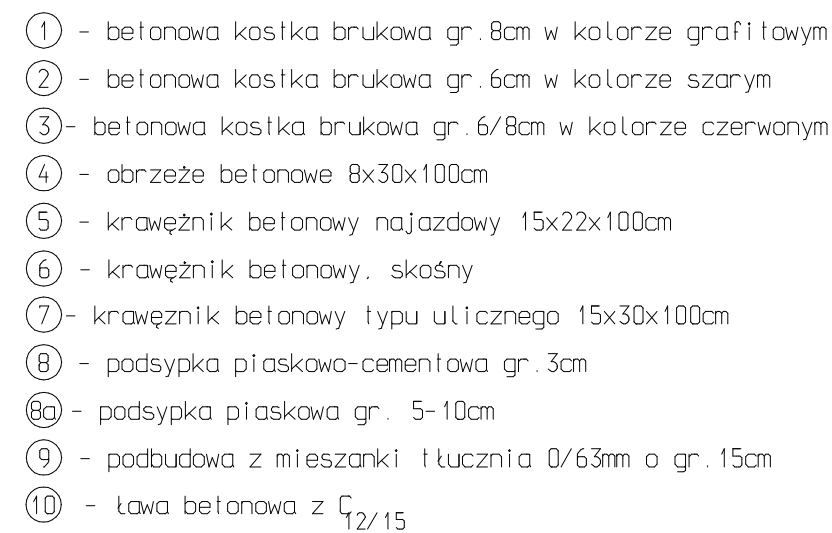 1 - betonowa kostka brukowa gr.8cm w kolorze grafitowym
2 - betonowa kostka brukowa gr.6cm w kolorze szarym
3 - betonowa kostka brukowa gr.6/8cm w kolorze czerwonym
4 - obrzeże betonowe 8x30x100cm
5 - krawężnik betonowy najazdowy 15x22x100cm
6 - krawężnik betonowy, skośny
7 - krawęznik betonowy typu ulicznego 15x30x100cm
8 - podsypka piaskowo-cementowa gr.3cm
8a - podsypka piaskowa gr. 5-10cm
9 - podbudowa z mieszanki tłucznia 0/63mm o gr.15cm
10 - ława betonowa z C12/15